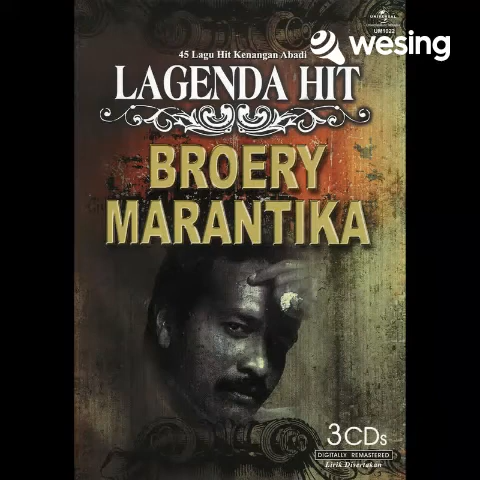 UNIVERSAL
UM1022
wesing
45 Lagu Hit Kenangan Abadi
LAGENDA HIT
BROERY
MARANTIKA
3CDs
DIGITALLY REMASTERED
Lirik Disertakan